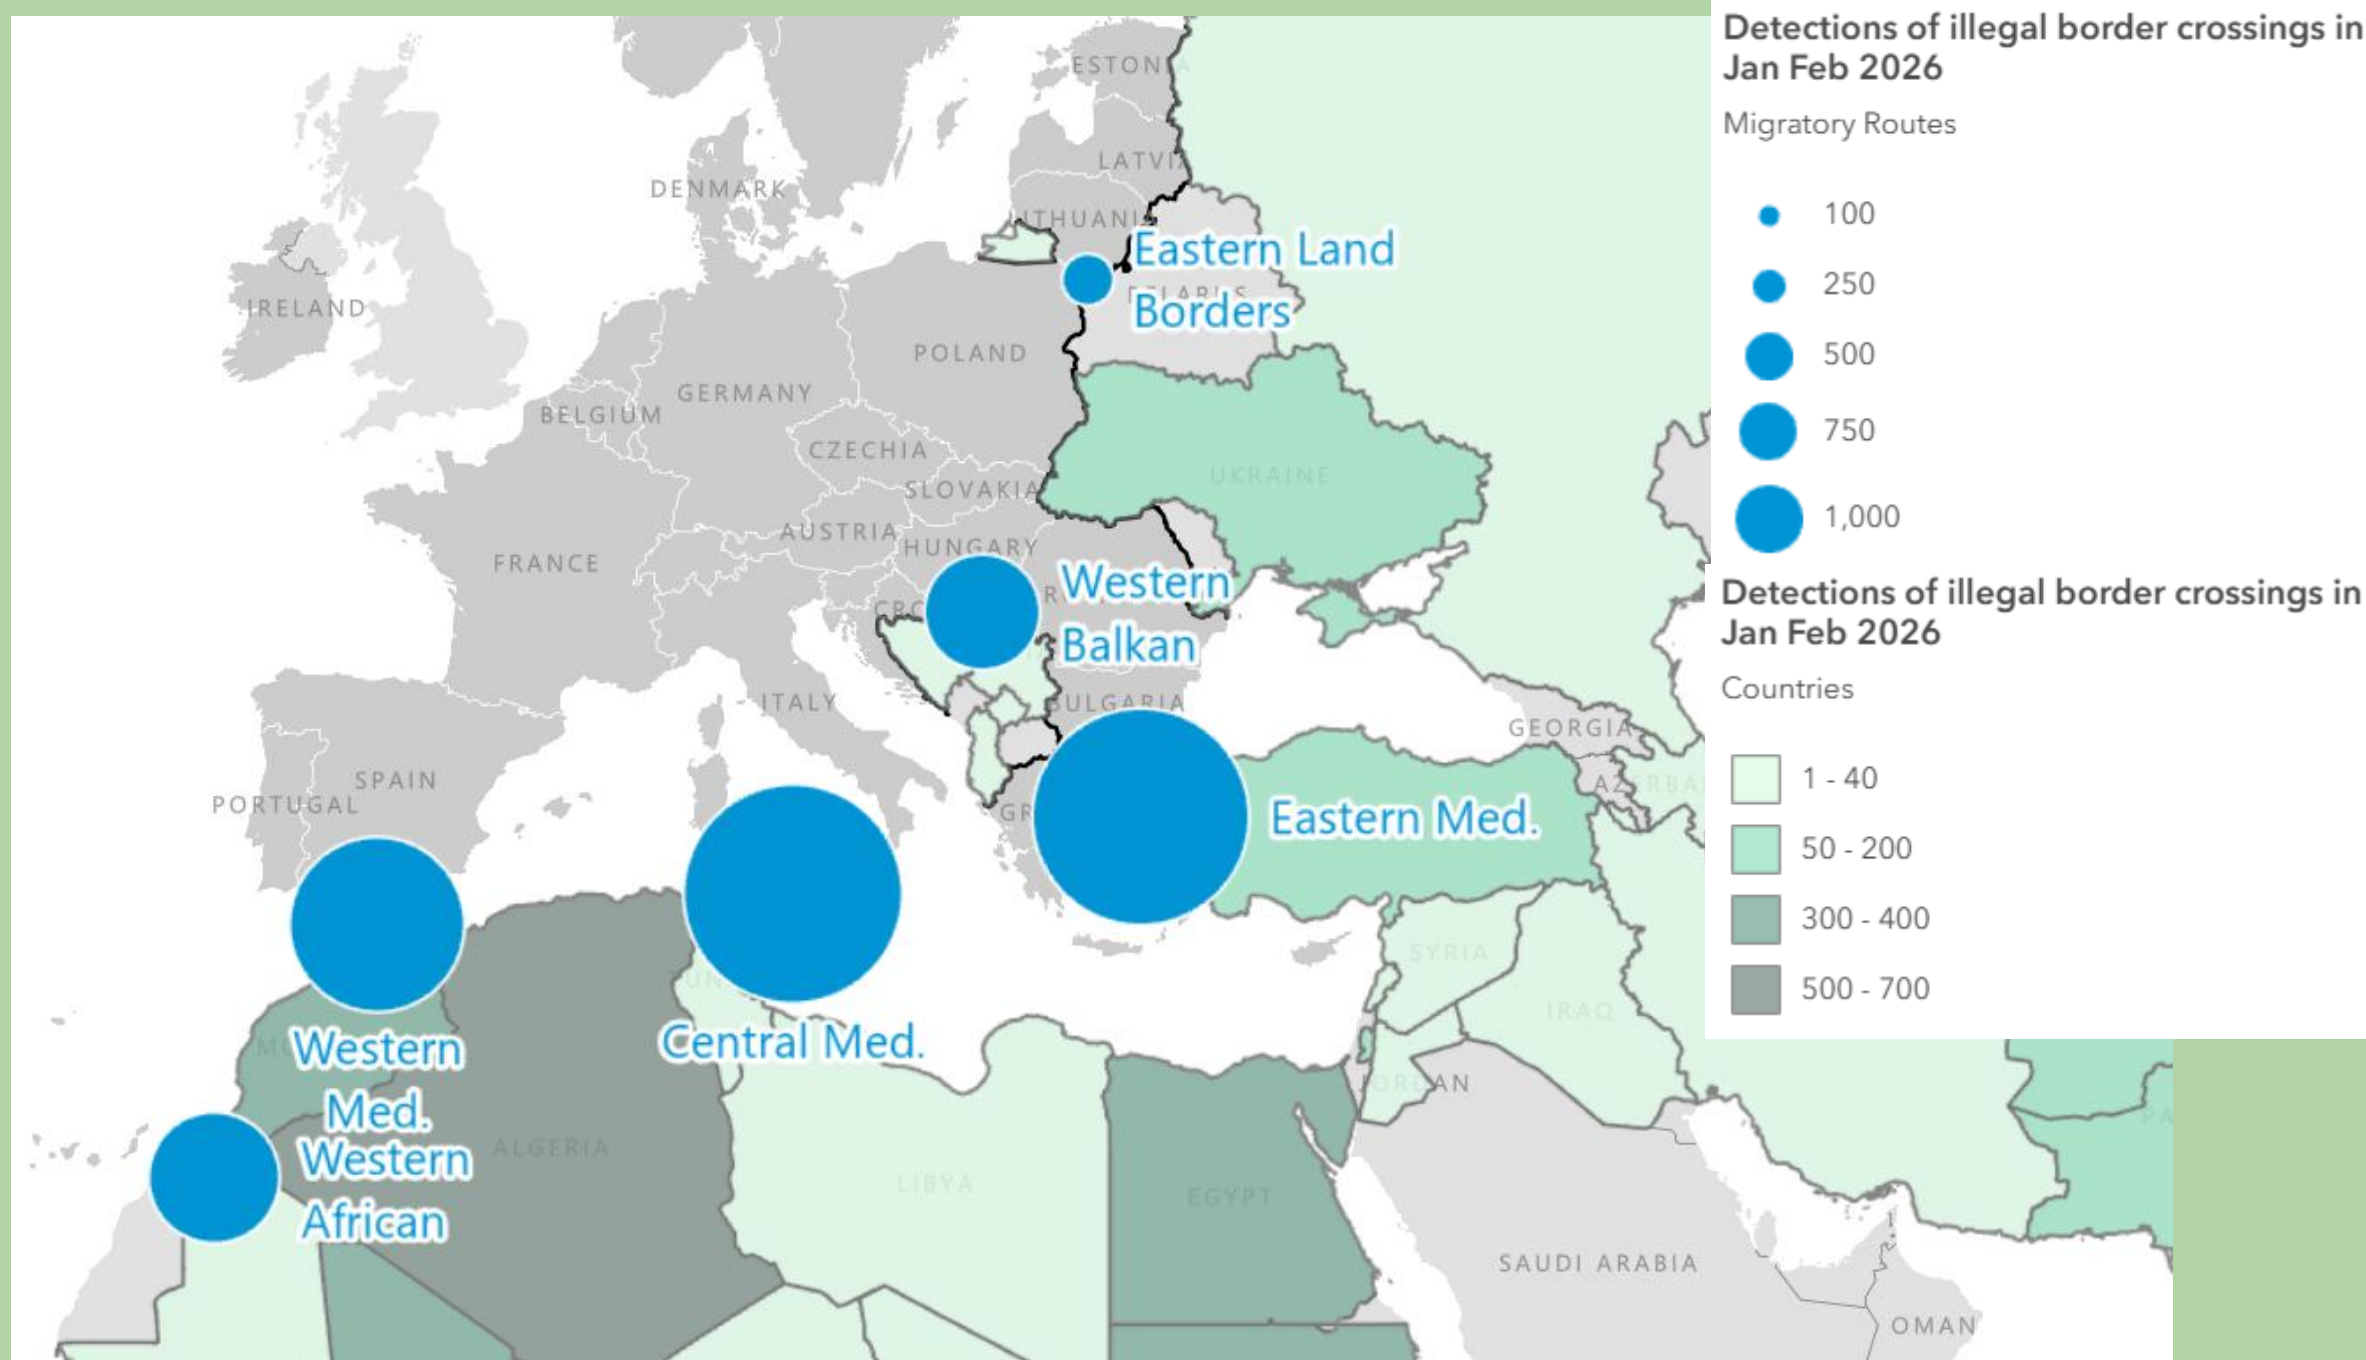 Detections of illegal border crossings in
Jan Feb 2026
Migratory Routes
100
250
500
750
1,000
Detections of illegal border crossings in
Jan Feb 2026
Countries
1 - 40
50 - 200
300 - 400
500 - 700
ESTONIA
LATVIA
DENMARK
LITHUANIA
Eastern Land
Borders
BELARUS
IRELAND
POLAND
GERMANY
BELGIUM
CZECHIA
UKRAINE
SLOVAKIA
AUSTRIA
HUNGARY
FRANCE
Western
Balkan
ITALY
BULGARIA
GEORGIA
SPAIN
PORTUGAL
Eastern Med.
SYRIA
IRAQ
Central Med.
Western
Med.
JORDAN
ALGERIA
Western
African
LIBYA
EGYPT
SAUDI ARABIA
OMAN